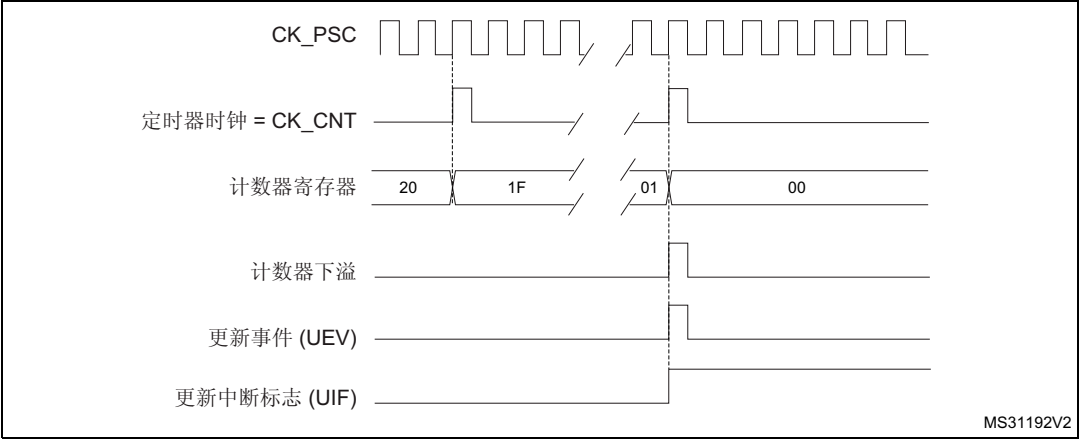 CK_PSC
定时器时钟 = CK_CNT
计数器寄存器
20 1F 01 00
计数器下溢
更新事件 (UEV)
更新中断标志 (UIF)
MS31192V2